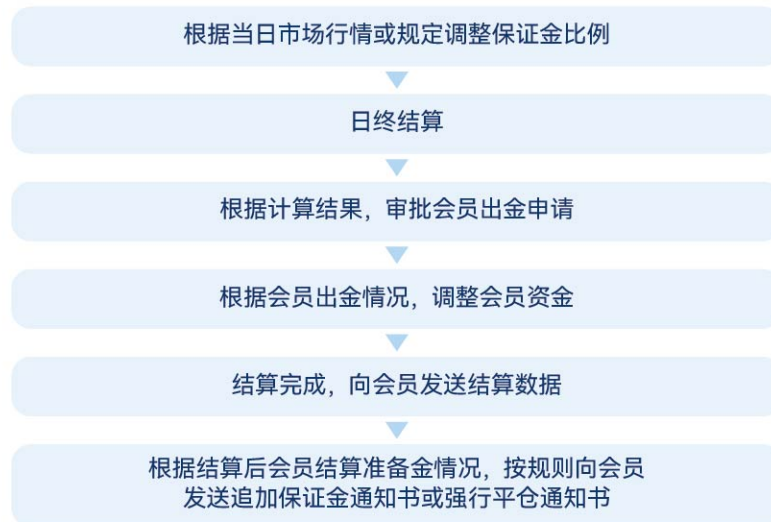 根据当日市场行情或规定调整保证金比例
日终结算
根据计算结果，审批会员出金申请
根据会员出金情况，调整会员资金
结算完成，向会员发送结算数据
根据结算后会员结算准备金情况，按规则向会员
发送追加保证金通知书或强行平仓通知书